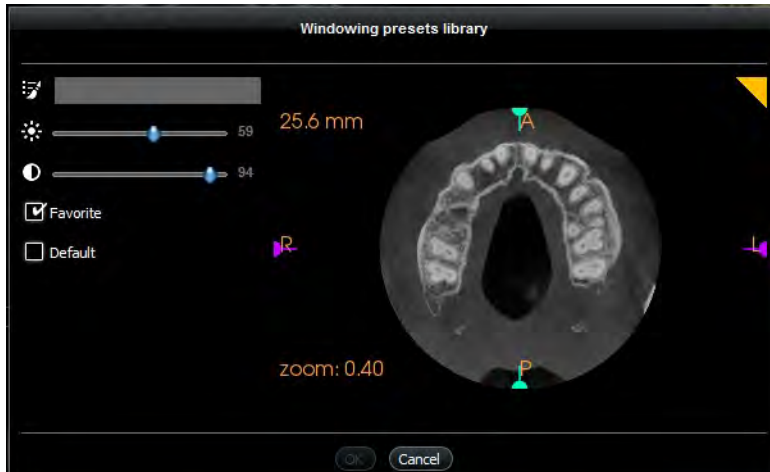 Windowing presets library
59
25.6 mm
A
94
Favorite
R
L
Default
zoom: 0.40
P
OK
Cancel